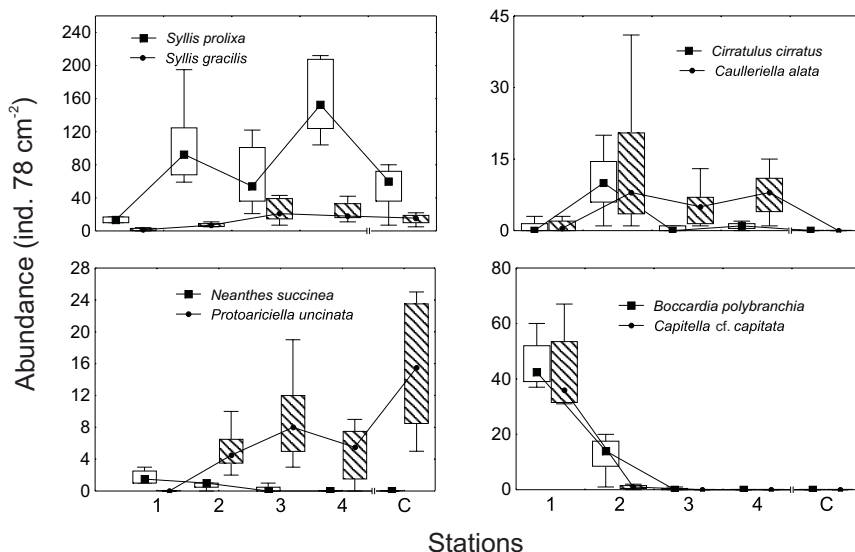 Abundance (ind. 78 cm-2)
260
240
200
160
120
80
40
0
Syllis prolixa
Syllis gracilis
45
30
15
0
Cirratulus cirratus
Caulleriella alata
28
24
20
16
12
8
4
0
Neanthes succinea
Protoariciella uncinata
1 2 3 4 C
80
60
40
20
0
Boccardia polybranchia
Capitella cf. capitata
1 2 3 4 C
Stations